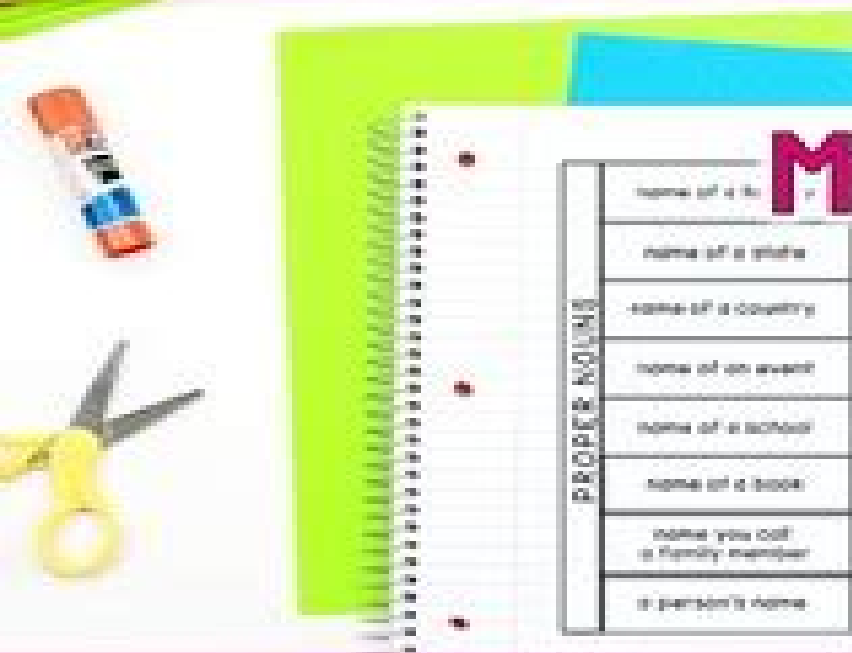 M
name of a
name of a state
name of a country
name of an event
name of a school
name of a book
name you call
a family member
a person's name
PROPER NOUNS